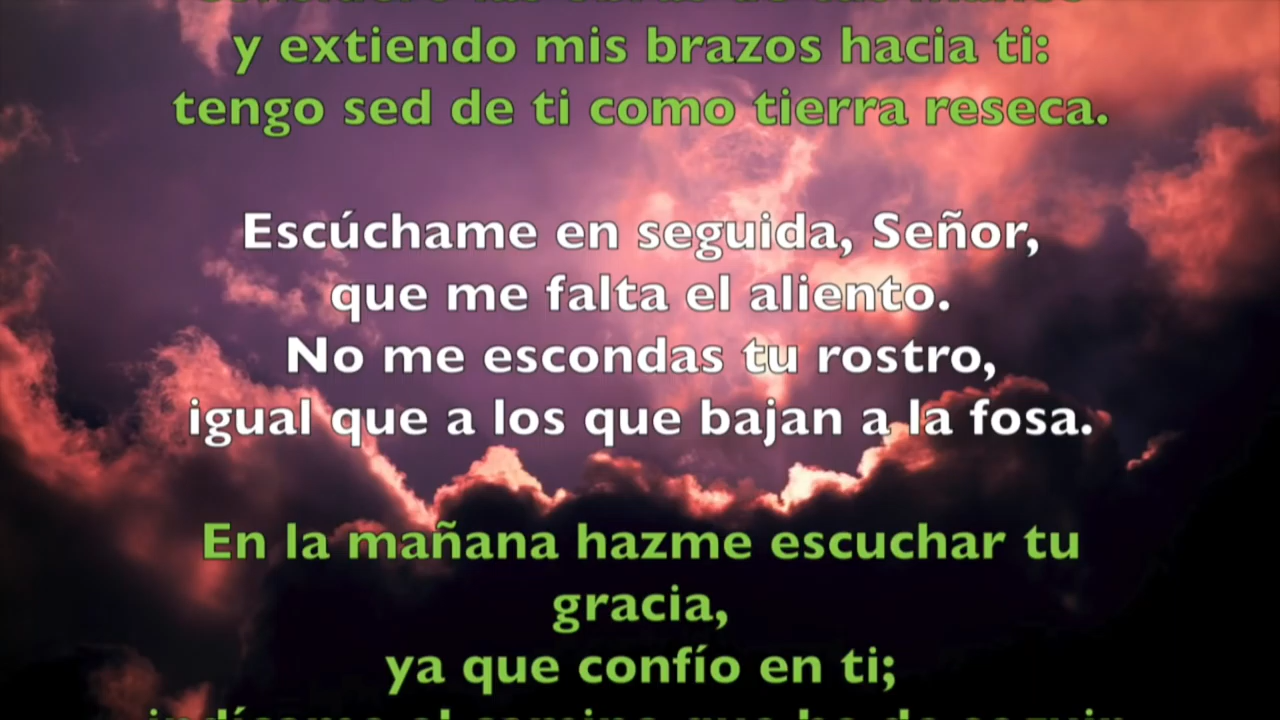 y extiendo mis brazos hacia ti:
tengo sed de ti como tierra reseca.
Escúchame en seguida, Señor,
que me falta el aliento.
No me escondas tu rostro,
igual que a los que bajan a la fosa.
En la mañana hazme escuchar tu
gracia,
ya que confío en ti;